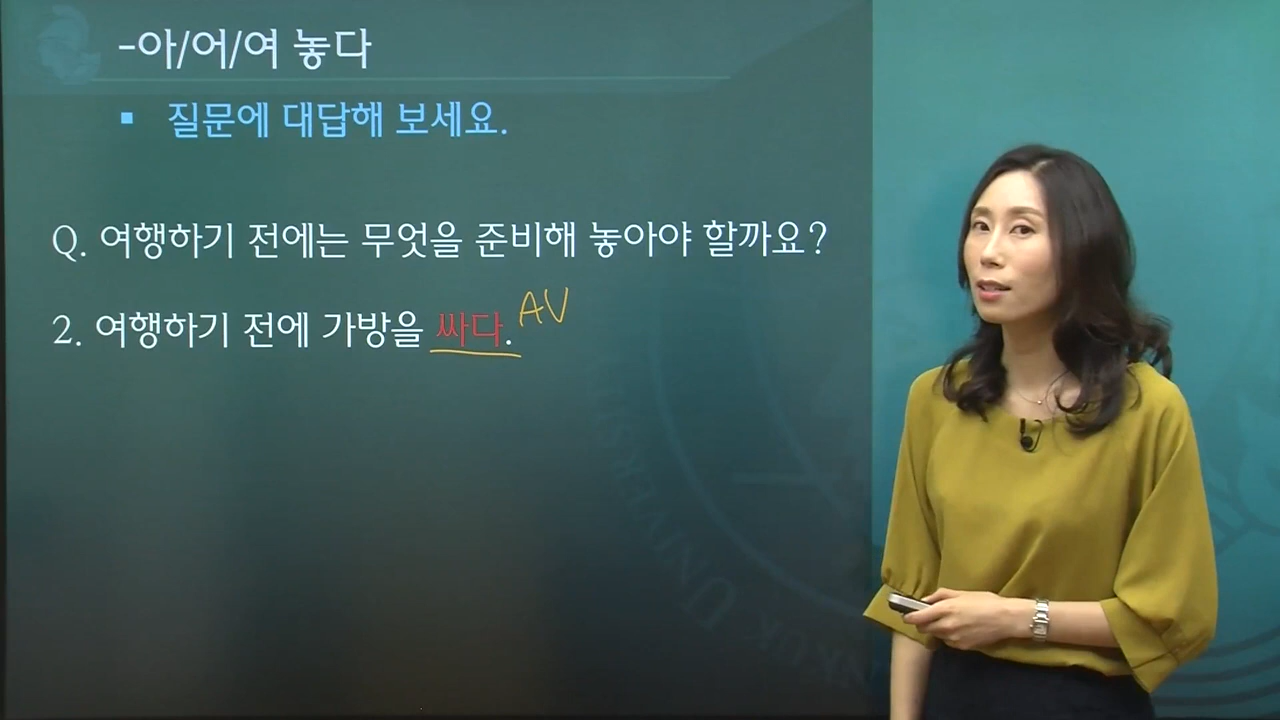 -아/어/여 놓다
▪ 질문에 대답해 보세요.
Q. 여행하기 전에는 무엇을 준비해 놓아야 할까요?
2. 여행하기 전에 가방을 싸다. AV